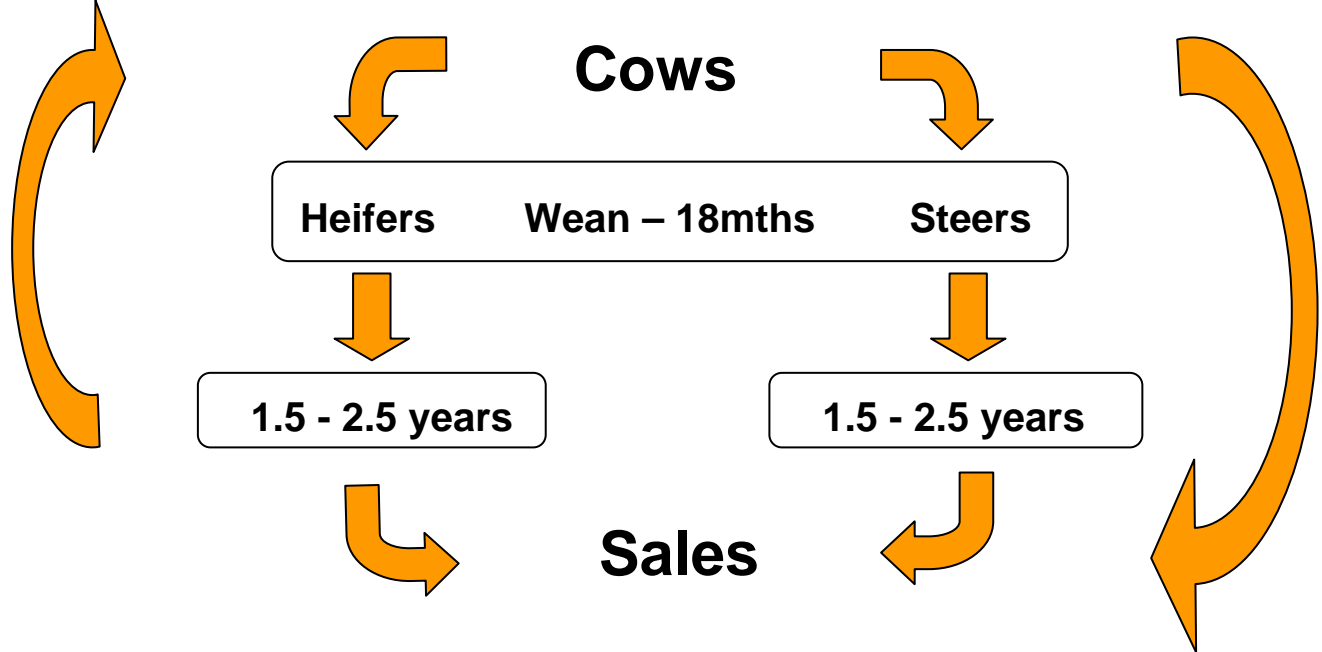 Cows
Heifers Wean – 18mths Steers
1.5 - 2.5 years 1.5 - 2.5 years
Sales